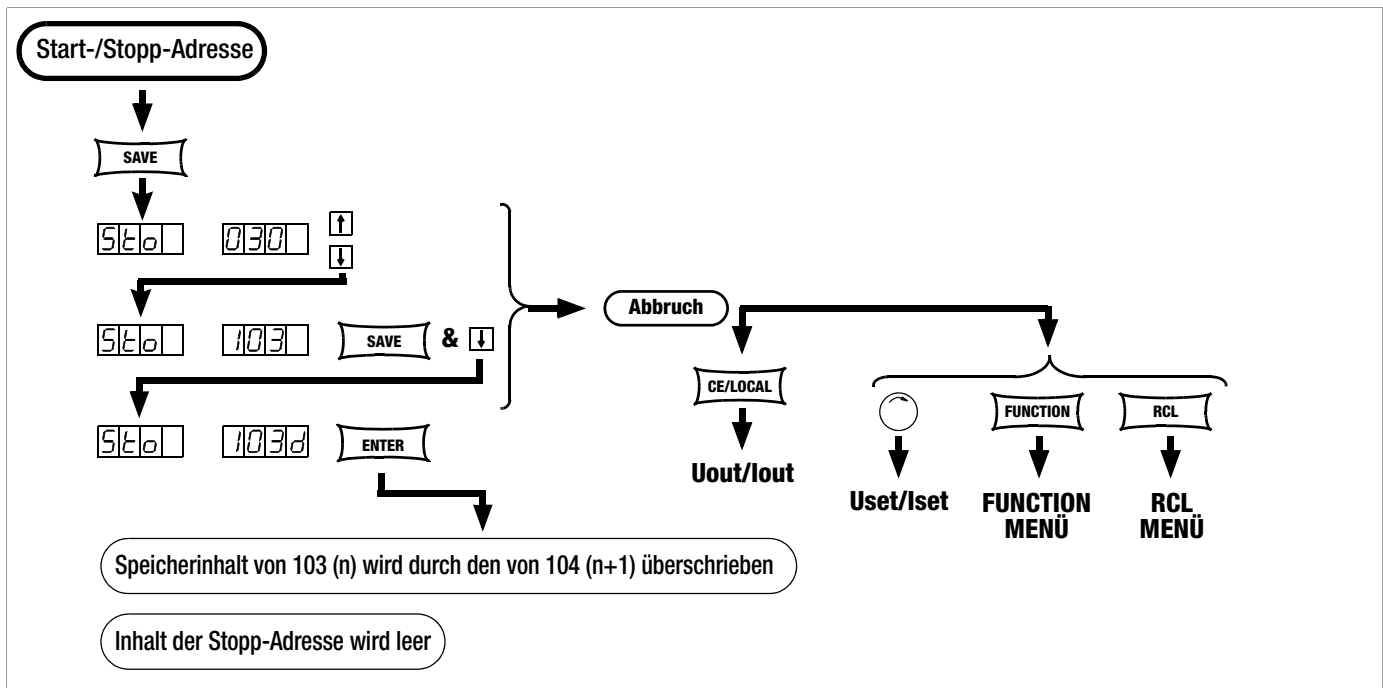 Start-/Stopp-Adresse
SAVE
Sto 030 ↑
↓
Sto 103 SAVE & ↓
Sto 103d ENTER
Abbruch
CE/LOCAL
Uout/Iout
FUNCTION
RCL
Uset/Iset
FUNCTION
MENÜ
RCL
MENÜ
Speicherinhalt von 103 (n) wird durch den von 104 (n+1) überschrieben
Inhalt der Stopp-Adresse wird leer